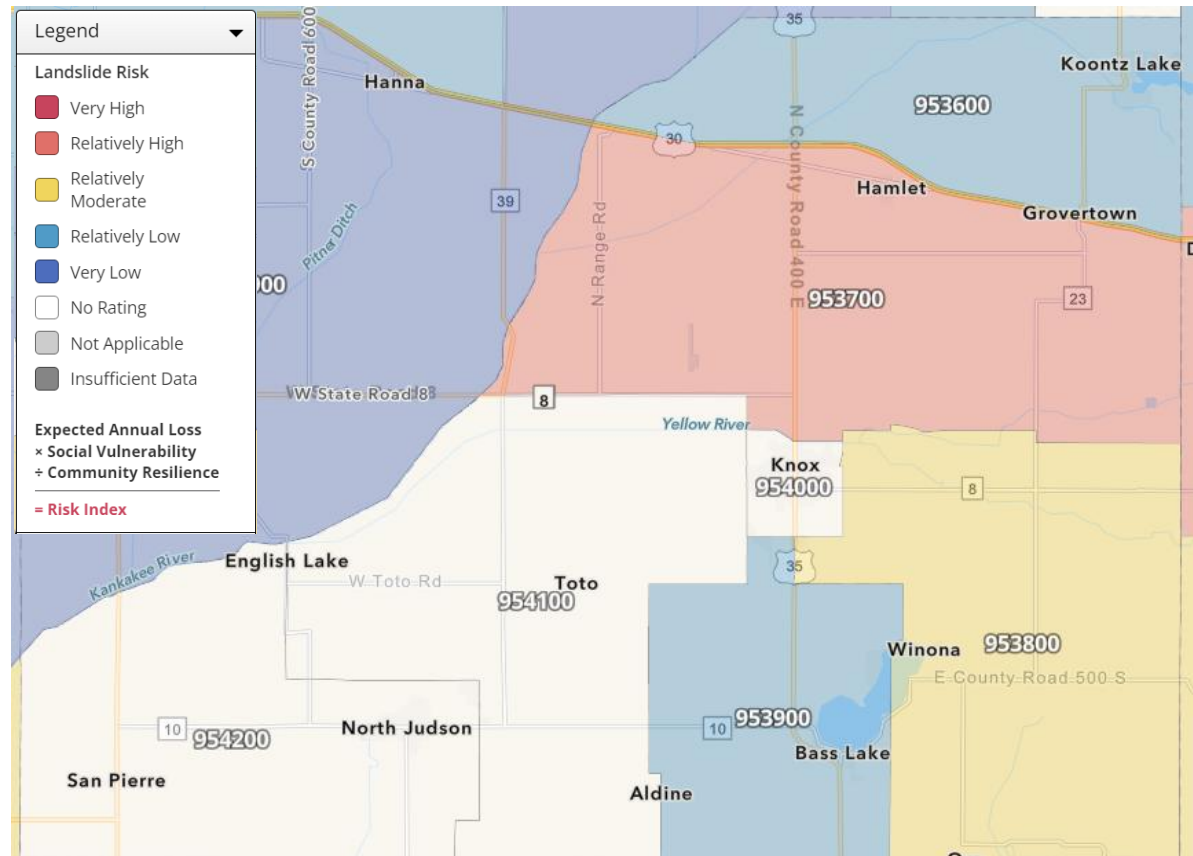 Legend
Landslide Risk
Very High
Relatively High
Relatively
Moderate
Relatively Low
Very Low
No Rating
Not Applicable
Insufficient Data
Expected Annual Loss
× Social Vulnerability
÷ Community Resilience
= Risk Index
S County Road 600
Hanna
35
Koontz Lake
953600
30
N County Road 400 E
39
Hamlet
Grovertown
Pitner Ditch
N Range Rd
953700
23
W State Road 8
8
Yellow River
Knox
954000
8
English Lake
Kankakee River
W Toto Rd
Toto
954100
35
Winona
953800
E County Road 500 S
10
954200
North Judson
10
953900
Bass Lake
San Pierre
Aldine